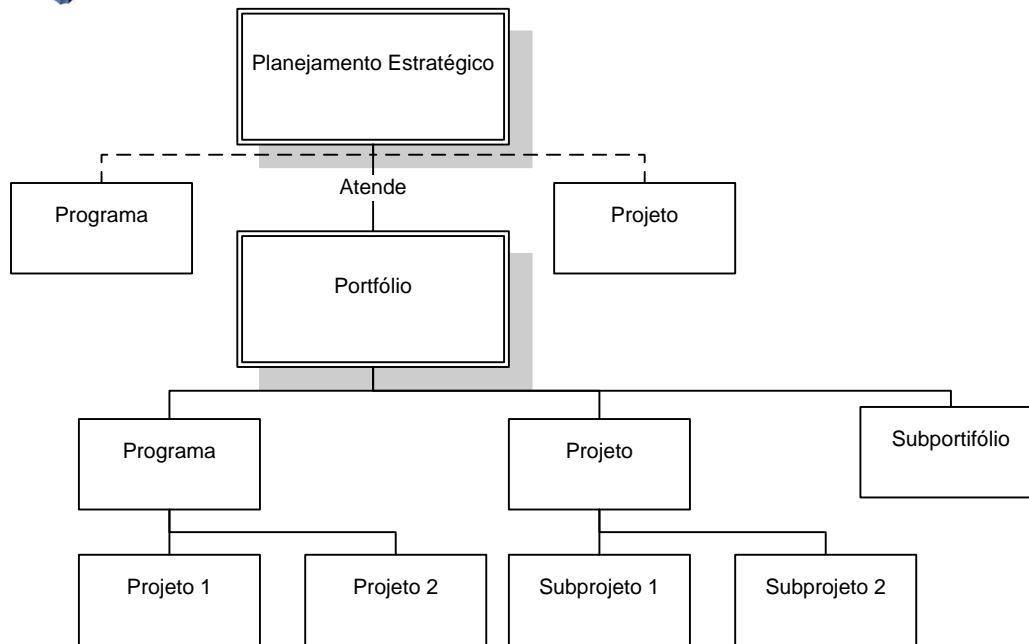 Planejamento Estratégico
Atende
Programa
Projeto
Portfólio
Programa
Projeto
Subportifólio
Projeto 1
Projeto 2
Subprojeto 1
Subprojeto 2